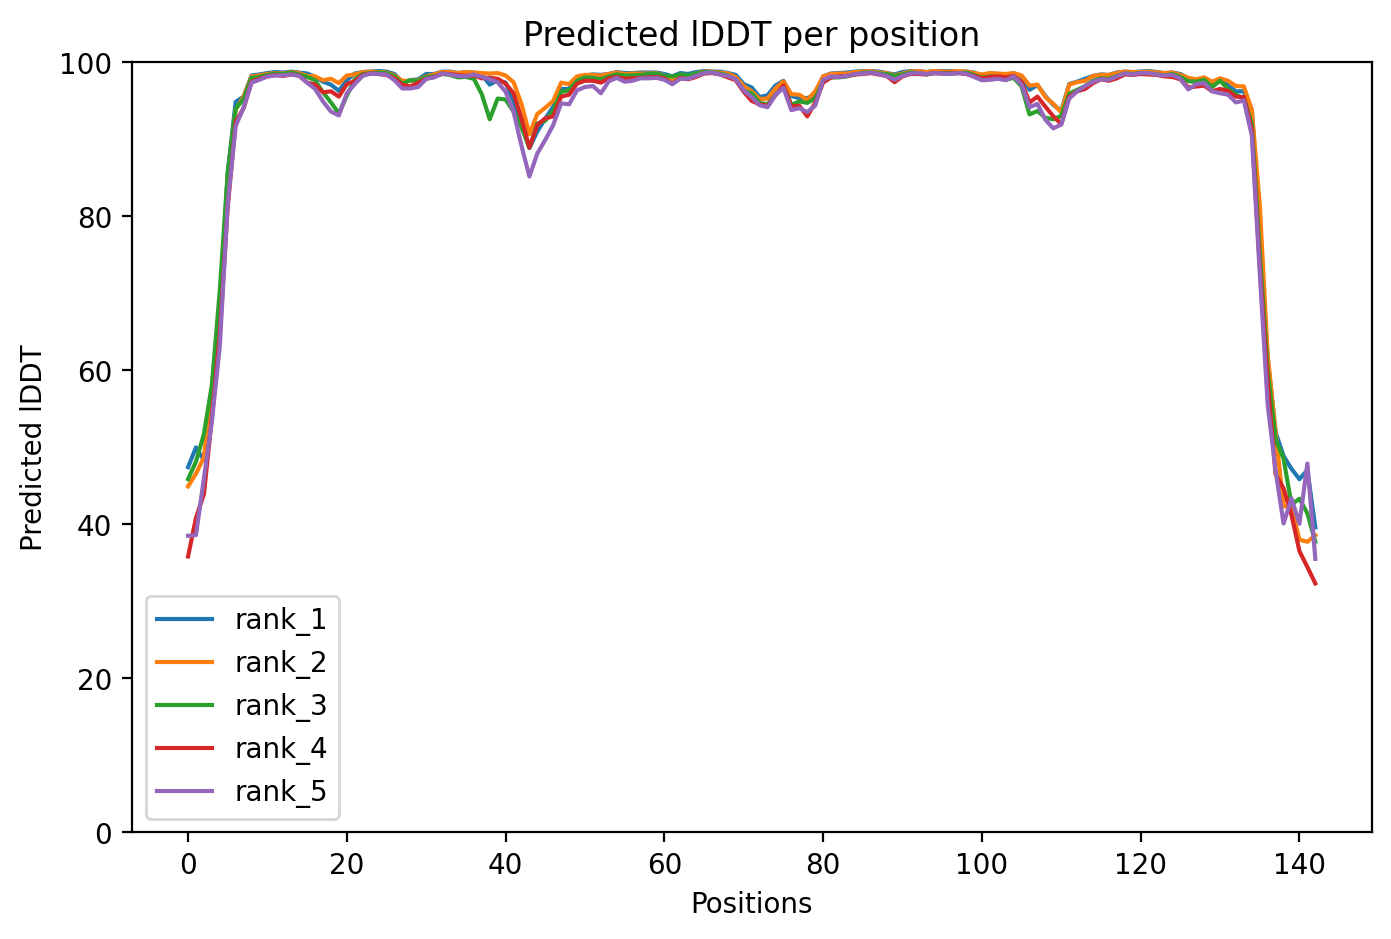 Predicted lDDT per position
Predicted lDDT
100
80
60
40
20
0
rank_1
rank_2
rank_3
rank_4
rank_5
0 20 40 60 80 100 120 140
Positions